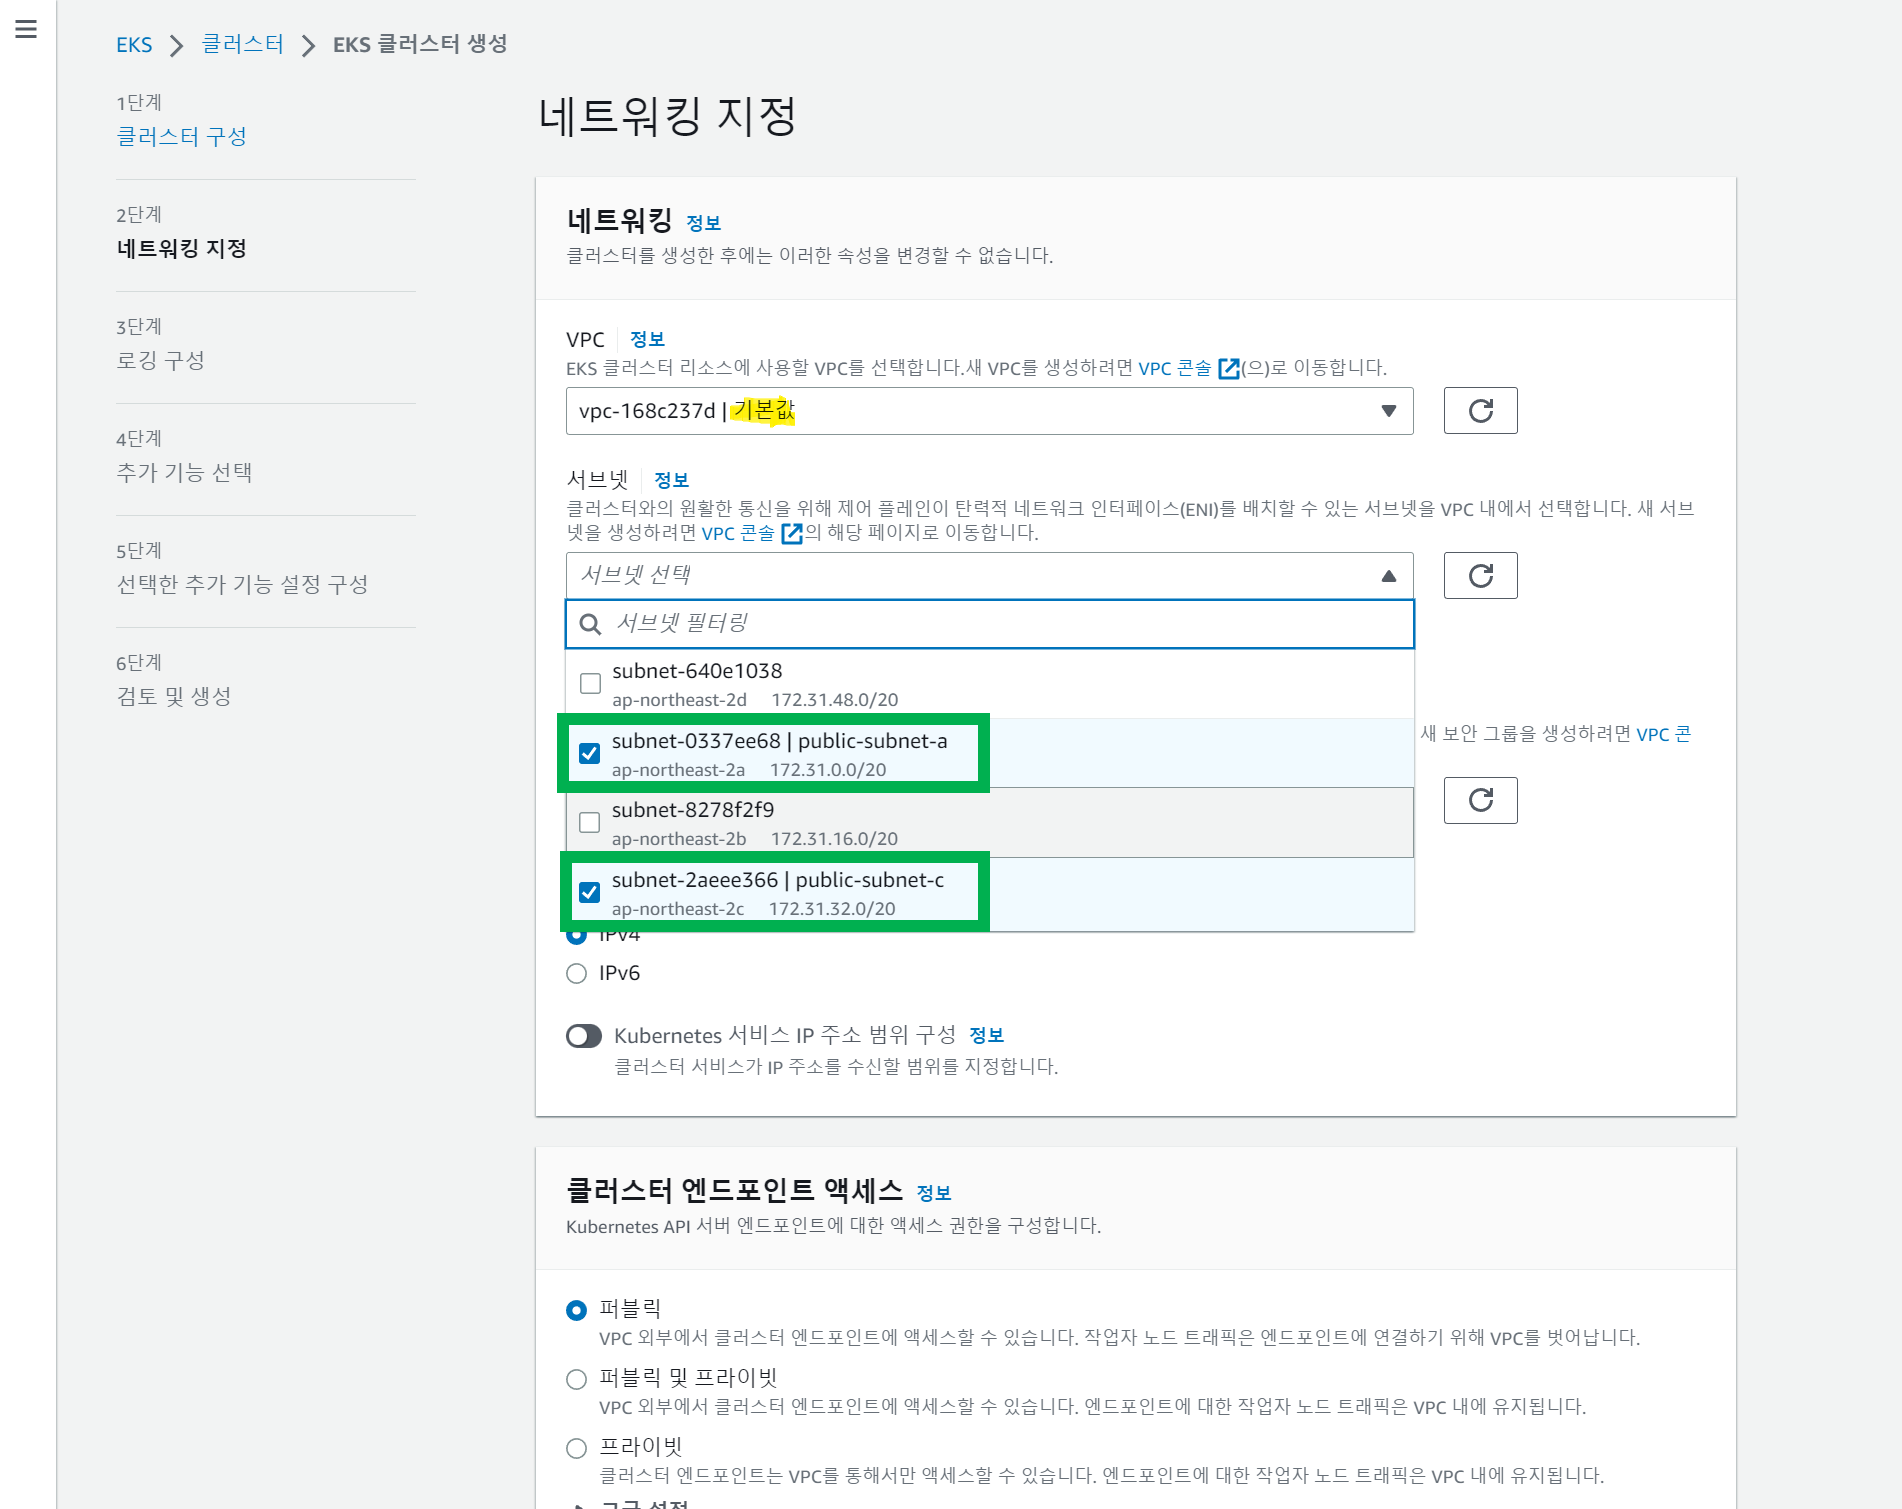 EKS > 클러스터 > EKS 클러스터 생성
1단계
클러스터 구성
2단계
네트워킹 지정
3단계
로깅 구성
4단계
추가 기능 선택
5단계
선택한 추가 기능 설정 구성
6단계
검토 및 생성
네트워킹 지정
네트워킹 정보
클러스터를 생성한 후에는 이러한 속성을 변경할 수 없습니다.
VPC 정보
EKS 클러스터 리소스에 사용할 VPC를 선택합니다.새 VPC를 생성하려면 VPC 콘솔 (으)로 이동합니다.
vpc-168c237d | 기본값
서브넷 정보
클러스터와의 원활한 통신을 위해 제어 플레인이 탄력적 네트워크 인터페이스(ENI)를 배치할 수 있는 서브넷을 VPC 내에서 선택합니다. 새 서브
넷을 생성하려면 VPC 콘솔 의 해당 페이지로 이동합니다.
서브넷 선택
서브넷 필터링
subnet-640e1038
ap-northeast-2d 172.31.48.0/20
subnet-0337ee68 | public-subnet-a
ap-northeast-2a 172.31.0.0/20
subnet-8278f2f9
ap-northeast-2b 172.31.16.0/20
subnet-2aeee366 | public-subnet-c
ap-northeast-2c 172.31.32.0/20
새 보안 그룹을 생성하려면 VPC 콘
IPv4
IPv6
Kubernetes 서비스 IP 주소 범위 구성 정보
클러스터 서비스가 IP 주소를 수신할 범위를 지정합니다.
클러스터 엔드포인트 액세스 정보
Kubernetes API 서버 엔드포인트에 대한 액세스 권한을 구성합니다.
퍼블릭
VPC 외부에서 클러스터 엔드포인트에 액세스할 수 있습니다. 작업자 노드 트래픽은 엔드포인트에 연결하기 위해 VPC를 벗어납니다.
퍼블릭 및 프라이빗
VPC 외부에서 클러스터 엔드포인트에 액세스할 수 있습니다. 엔드포인트에 대한 작업자 노드 트래픽은 VPC 내에 유지됩니다.
프라이빗
클러스터 엔드포인트는 VPC를 통해서만 액세스할 수 있습니다. 엔드포인트에 대한 작업자 노드 트래픽은 VPC 내에 유지됩니다.